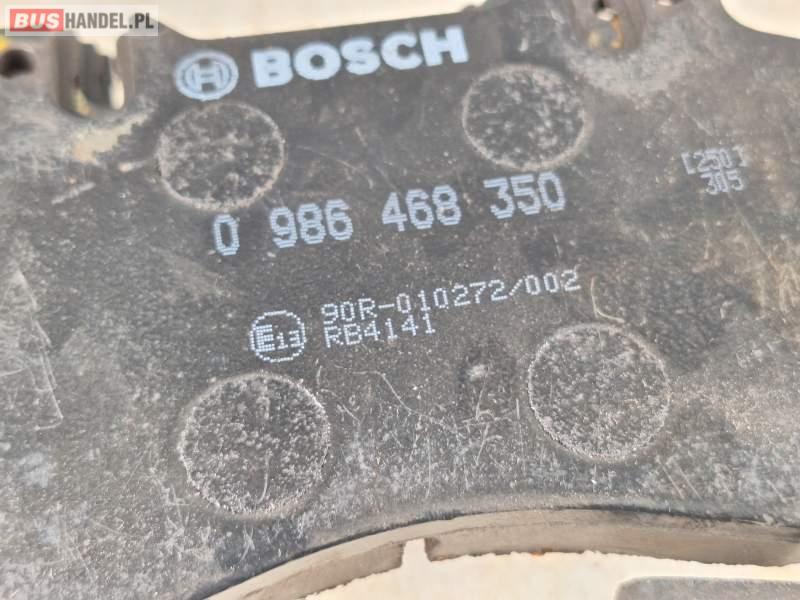 BUSHANDEL.PL
BOSCH
[250]
305
0 986 468 350
90R-010272/002
E13 RB4141